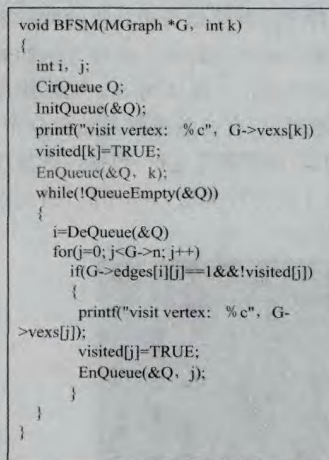 void BFSM(MGraph *G，int k)
{
int i，j;
CirQueue Q;
InitQueue(&Q);
printf("visit vertex: %c"，G->vexs[k])
visited[k]=TRUE;
EnQueue(&Q，k);
while(!QueueEmpty(&Q))
{
i=DeQueue(&Q)
for(j=0; j<G->n; j++)
if(G->edges[i][j]==1&&!visited[j])
{
printf("visit vertex: %c"，G-
>vexs[j]);
visited[j]=TRUE;
EnQueue(&Q，j);
}
}
}